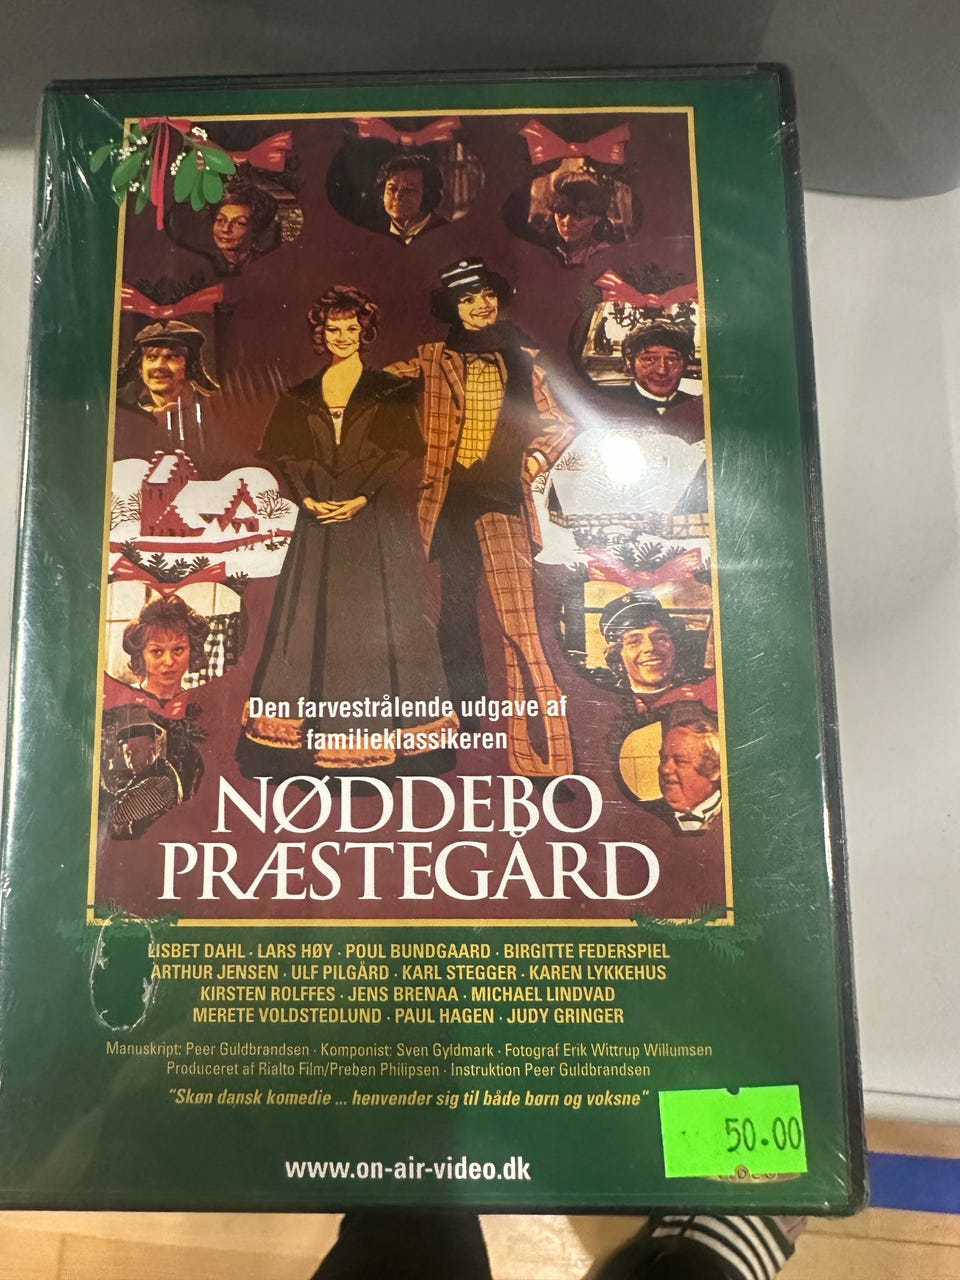 Den farvestrålende udgave af
familieklassikeren
NØDDEBO
PRÆSTEGÅRD
LISBET DAHL · LARS HØY · POUL BUNDGAARD · BIRGITTE FEDERSPIEL
ARTHUR JENSEN · ULF PILGÅRD · KARL STEGGER · KAREN LYKKEHUS
KIRSTEN ROLFFES · JENS BRENAA · MICHAEL LINDVAD
MERETE VOLDSTEDLUND · PAUL HAGEN · JUDY GRINGER
Manuskript: Peer Guldbrandsen · Komponist: Sven Gyldmark · Fotograf Erik Wittrup Willumsen
Produceret af Rialto Film/Preben Philipsen · Instruktion Peer Guldbrandsen
"Skøn dansk komedie ... henvender sig til både børn og voksne"
50.00
www.on-air-video.dk